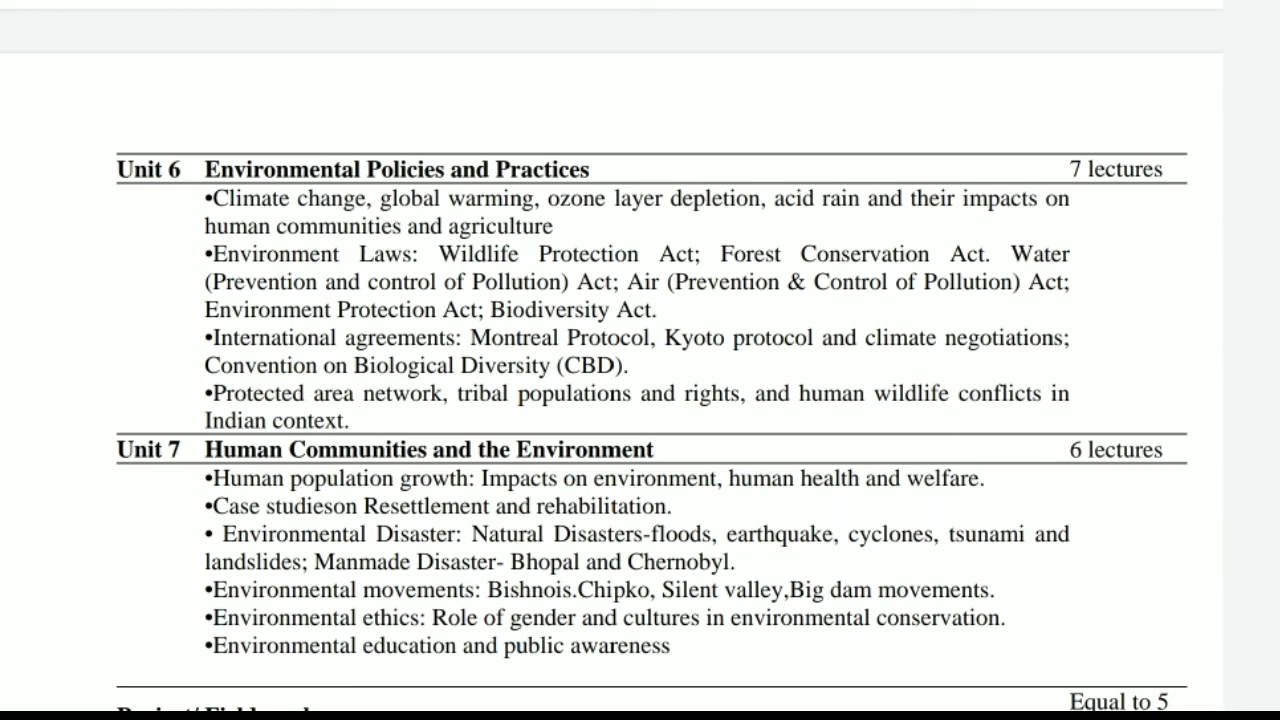 Unit 6 Environmental Policies and Practices 7 lectures
•Climate change, global warming, ozone layer depletion, acid rain and their impacts on
human communities and agriculture
•Environment Laws: Wildlife Protection Act; Forest Conservation Act. Water
(Prevention and control of Pollution) Act; Air (Prevention & Control of Pollution) Act;
Environment Protection Act; Biodiversity Act.
•International agreements: Montreal Protocol, Kyoto protocol and climate negotiations;
Convention on Biological Diversity (CBD).
•Protected area network, tribal populations and rights, and human wildlife conflicts in
Indian context.
Unit 7 Human Communities and the Environment 6 lectures
•Human population growth: Impacts on environment, human health and welfare.
•Case studieson Resettlement and rehabilitation.
• Environmental Disaster: Natural Disasters-floods, earthquake, cyclones, tsunami and
landslides; Manmade Disaster- Bhopal and Chernobyl.
•Environmental movements: Bishnois.Chipko, Silent valley,Big dam movements.
•Environmental ethics: Role of gender and cultures in environmental conservation.
•Environmental education and public awareness
Equal to 5